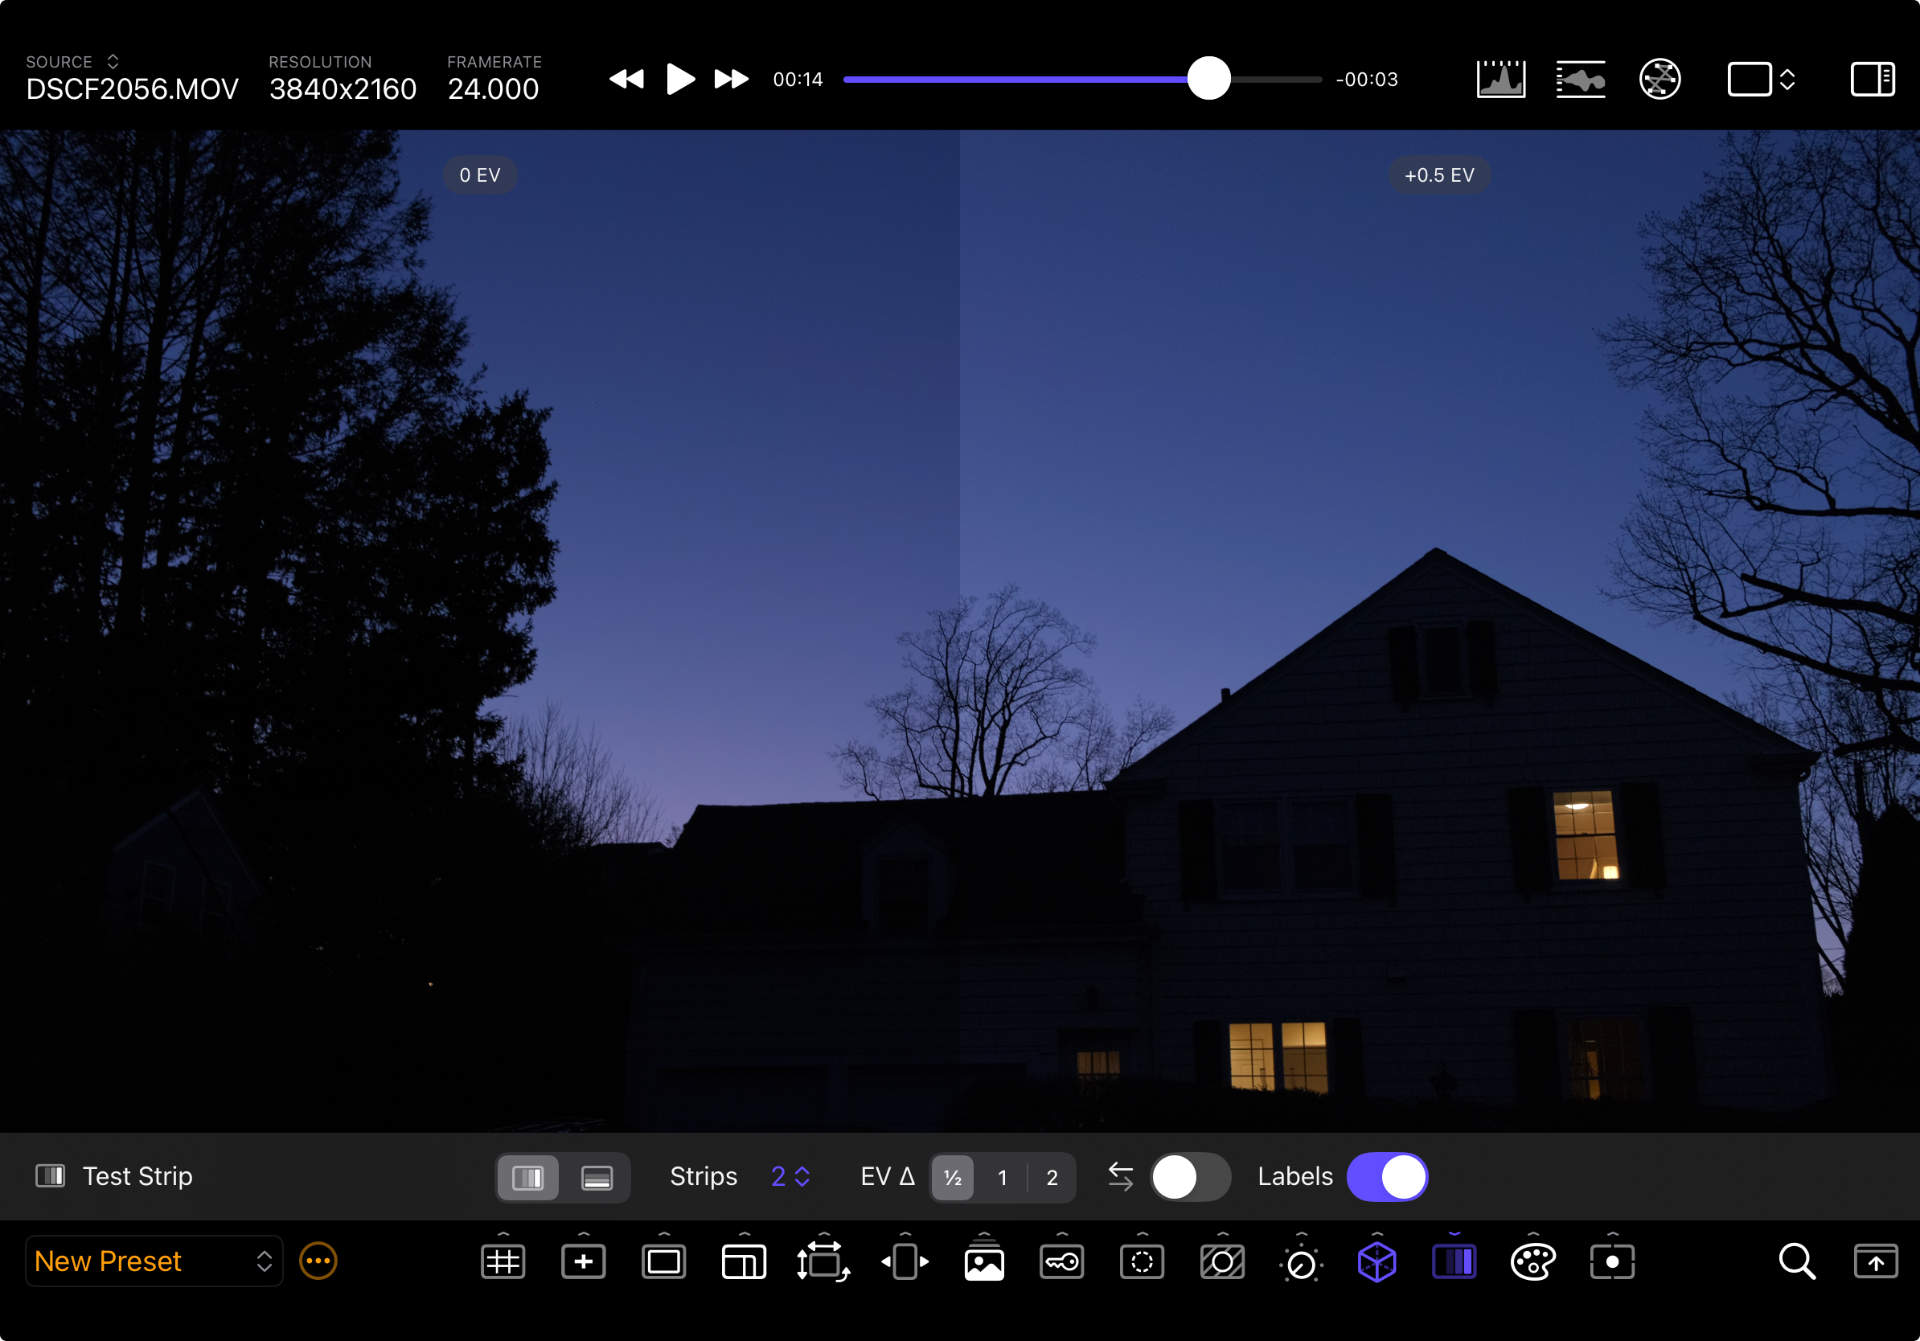 SOURCE
DSCF2056.MOV
RESOLUTION
3840x2160
FRAMERATE
24.000
00:14
-00:03
0 EV
+0.5 EV
Test Strip
Strips 2
EV Δ
½ 1 2
Labels
New Preset